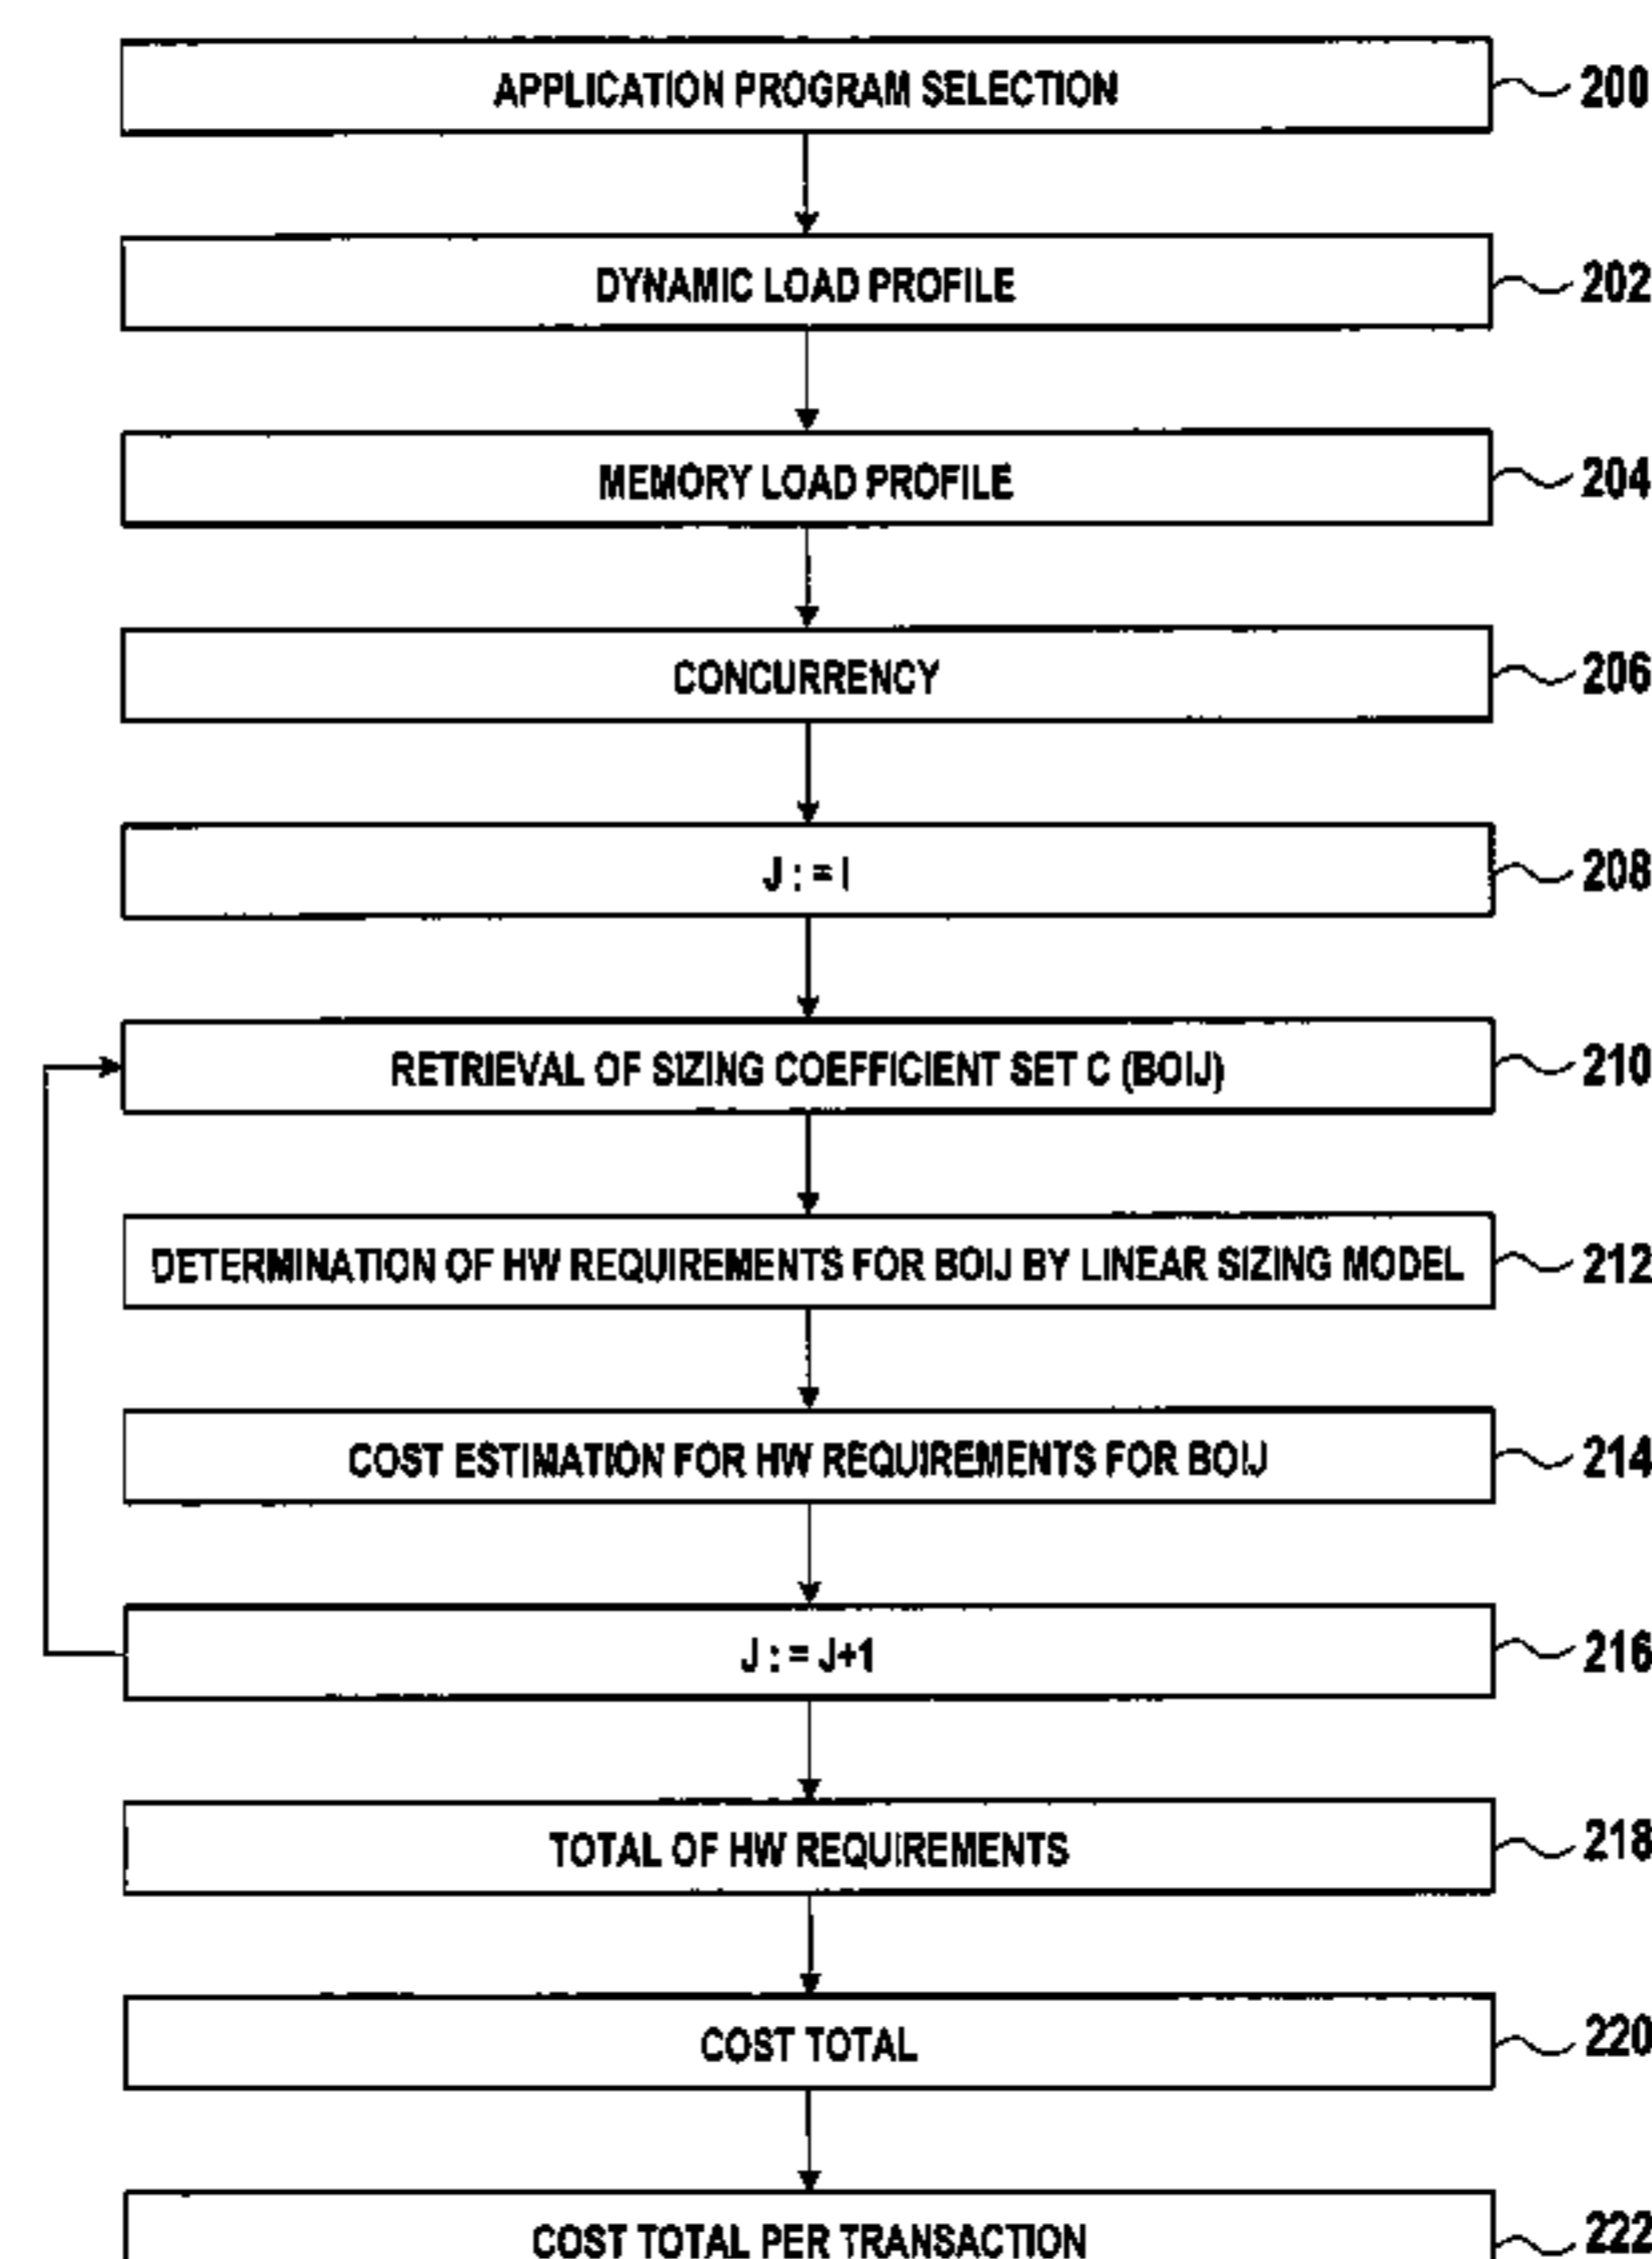 APPLICATION PROGRAM SELECTION 200
DYNAMIC LOAD PROFILE 202
MEMORY LOAD PROFILE 204
CONCURRENCY 206
J : = I 208
RETRIEVAL OF SIZING COEFFICIENT SET C (BOIJ) 210
DETERMINATION OF HW REQUIREMENTS FOR BOIJ BY LINEAR SIZING MODEL 212
COST ESTIMATION FOR HW REQUIREMENTS FOR BOIJ 214
J : = J+1 216
TOTAL OF HW REQUIREMENTS 218
COST TOTAL 220
COST TOTAL PER TRANSACTION 222